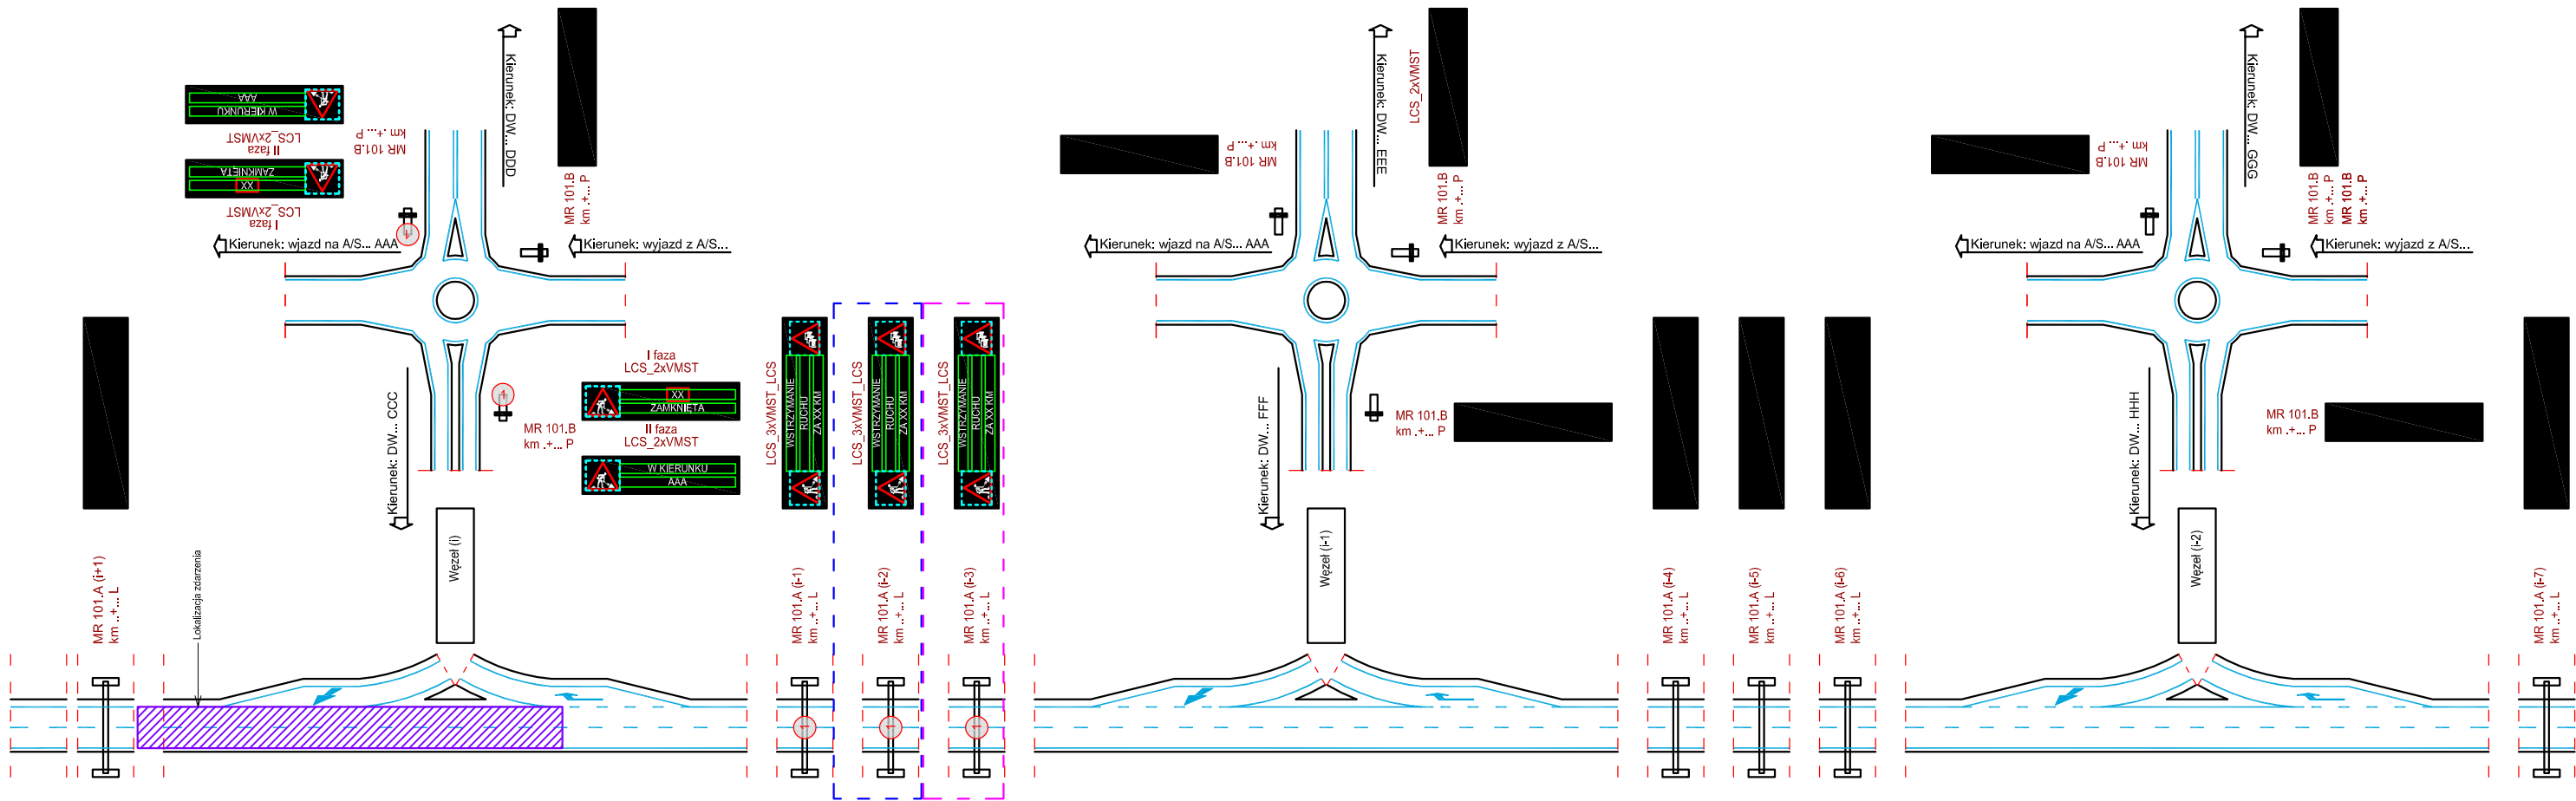 Kierunek: DW... DDD
AAA
W KIERUNKU
LCS_2xVMST
II faza
XX
ZAMKNIĘTA
LCS_2xVMST
I faza
MR 101.B
km .+... P
MR 101.B
km .+... P
Kierunek: wjazd na A/S... AAA
1
Kierunek: wyjazd z A/S...
Kierunek: DW... CCC
1
MR 101.B
km .+... P
I faza
LCS_2xVMST
XX
ZAMKNIĘTA
II faza
LCS_2xVMST
W KIERUNKU
AAA
LCS_3xVMST_LCS
WSTRZYMANIE
RUCHU
ZA XX KM
LCS_3xVMST_LCS
WSTRZYMANIE
RUCHU
ZA XX KM
LCS_3xVMST_LCS
WSTRZYMANIE
RUCHU
ZA XX KM
Kierunek: DW... EEE
LCS_2xVMST
MR 101.B
km .+... P
MR 101.B
km .+... P
Kierunek: wjazd na A/S... AAA
Kierunek: wyjazd z A/S...
Kierunek: DW... FFF
MR 101.B
km .+... P
Kierunek: DW... GGG
MR 101.B
km .+... P
MR 101.B
km .+... P
MR 101.B
km .+... P
Kierunek: wjazd na A/S... AAA
Kierunek: wyjazd z A/S...
Kierunek: DW... HHH
MR 101.B
km .+... P
MR 101.A (i+1)
km ..+... L
Lokalizacja zdarzenia
Węzeł (i)
MR 101.A (i-1)
km ..+... L
MR 101.A (i-2)
km ..+... L
MR 101.A (i-3)
km ..+... L
Węzeł (i-1)
MR 101.A (i-4)
km ..+... L
MR 101.A (i-5)
km ..+... L
MR 101.A (i-6)
km ..+... L
Węzeł (i-2)
MR 101.A (i-7)
km ..+... L
1
1
1